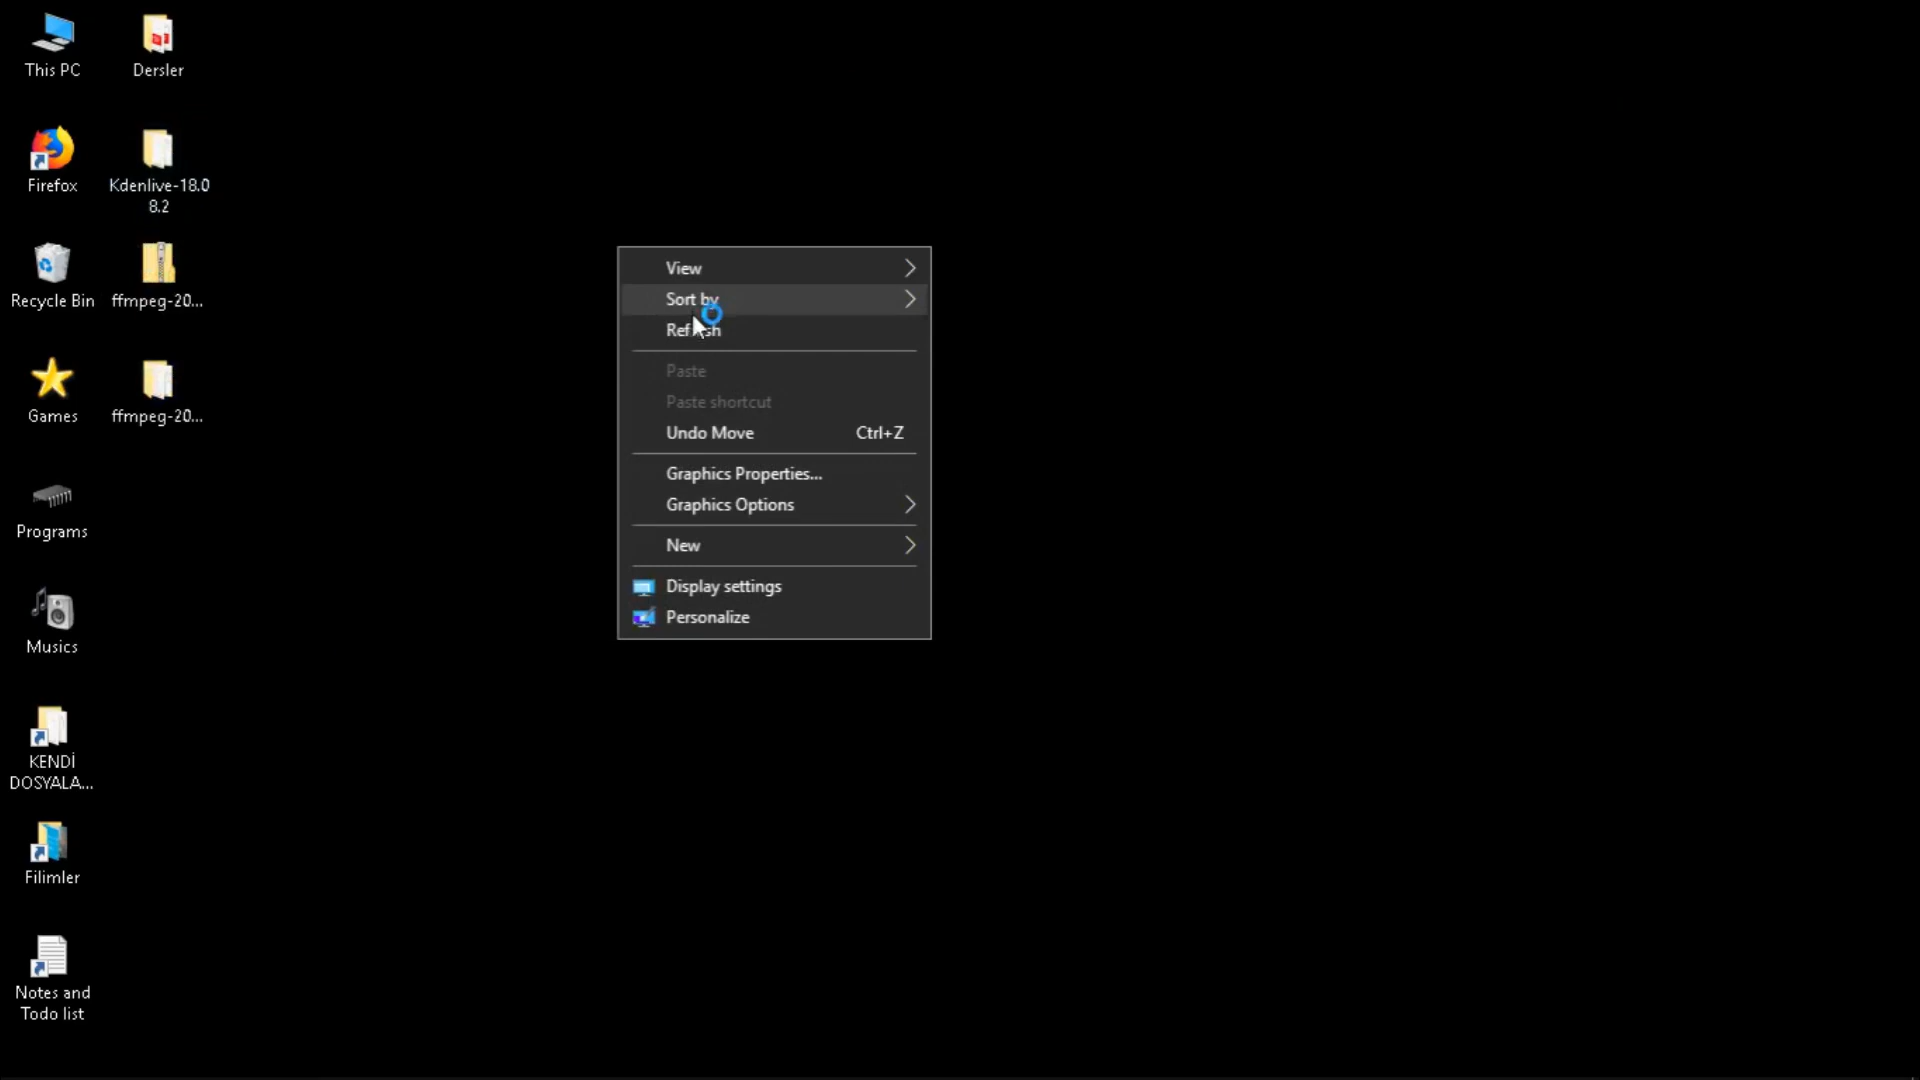 This PC
Dersler
Firefox
Kdenlive-18.0
8.2
Recycle Bin
ffmpeg-20...
Games
ffmpeg-20...
Programs
Musics
KENDİ
DOSYALA...
Filimler
Notes and
Todo list
View
Sort by
Refresh
Paste
Paste shortcut
Undo Move Ctrl+Z
Graphics Properties...
Graphics Options
New
Display settings
Personalize